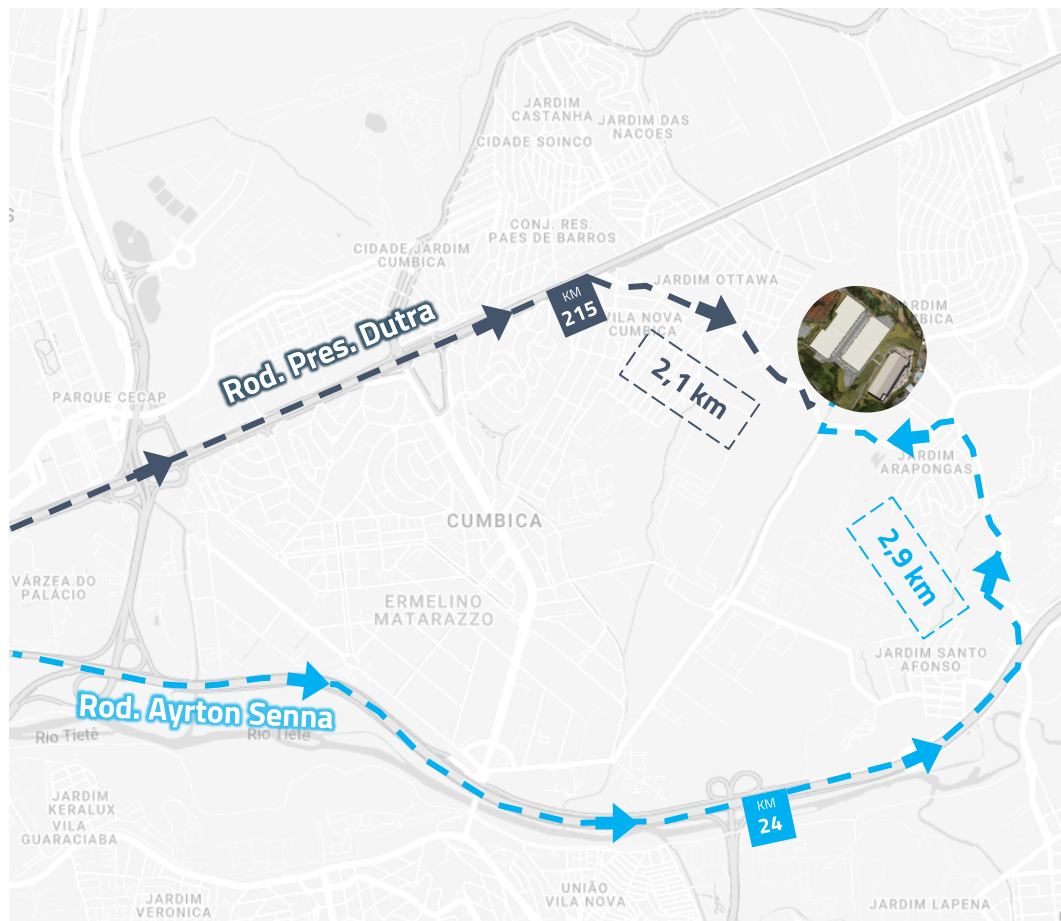 JARDIM
CASTANHA
JARDIM DAS
NACOES
CIDADE SOINCO
CONJ. RES.
PAES DE BARROS
CIDADE JARDIM
CUMBICA
JARDIM OTTAWA
KM
215
VILA NOVA
CUMBICA
JARDIM
CUMBICA
Rod. Pres. Dutra
2,1 km
PARQUE CECAP
JARDIM
ARAPONGAS
CUMBICA
2,9 km
VÁRZEA DO
PALÁCIO
ERMELINO
MATARAZZO
JARDIM SANTO
AFONSO
Rod. Ayrton Senna
Rio Tietê
Rio Tietê
JARDIM
KERALUX
VILA
GUARACIABA
KM
24
JARDIM
VERONICA
UNIÃO
VILA NOVA
JARDIM LAPENA